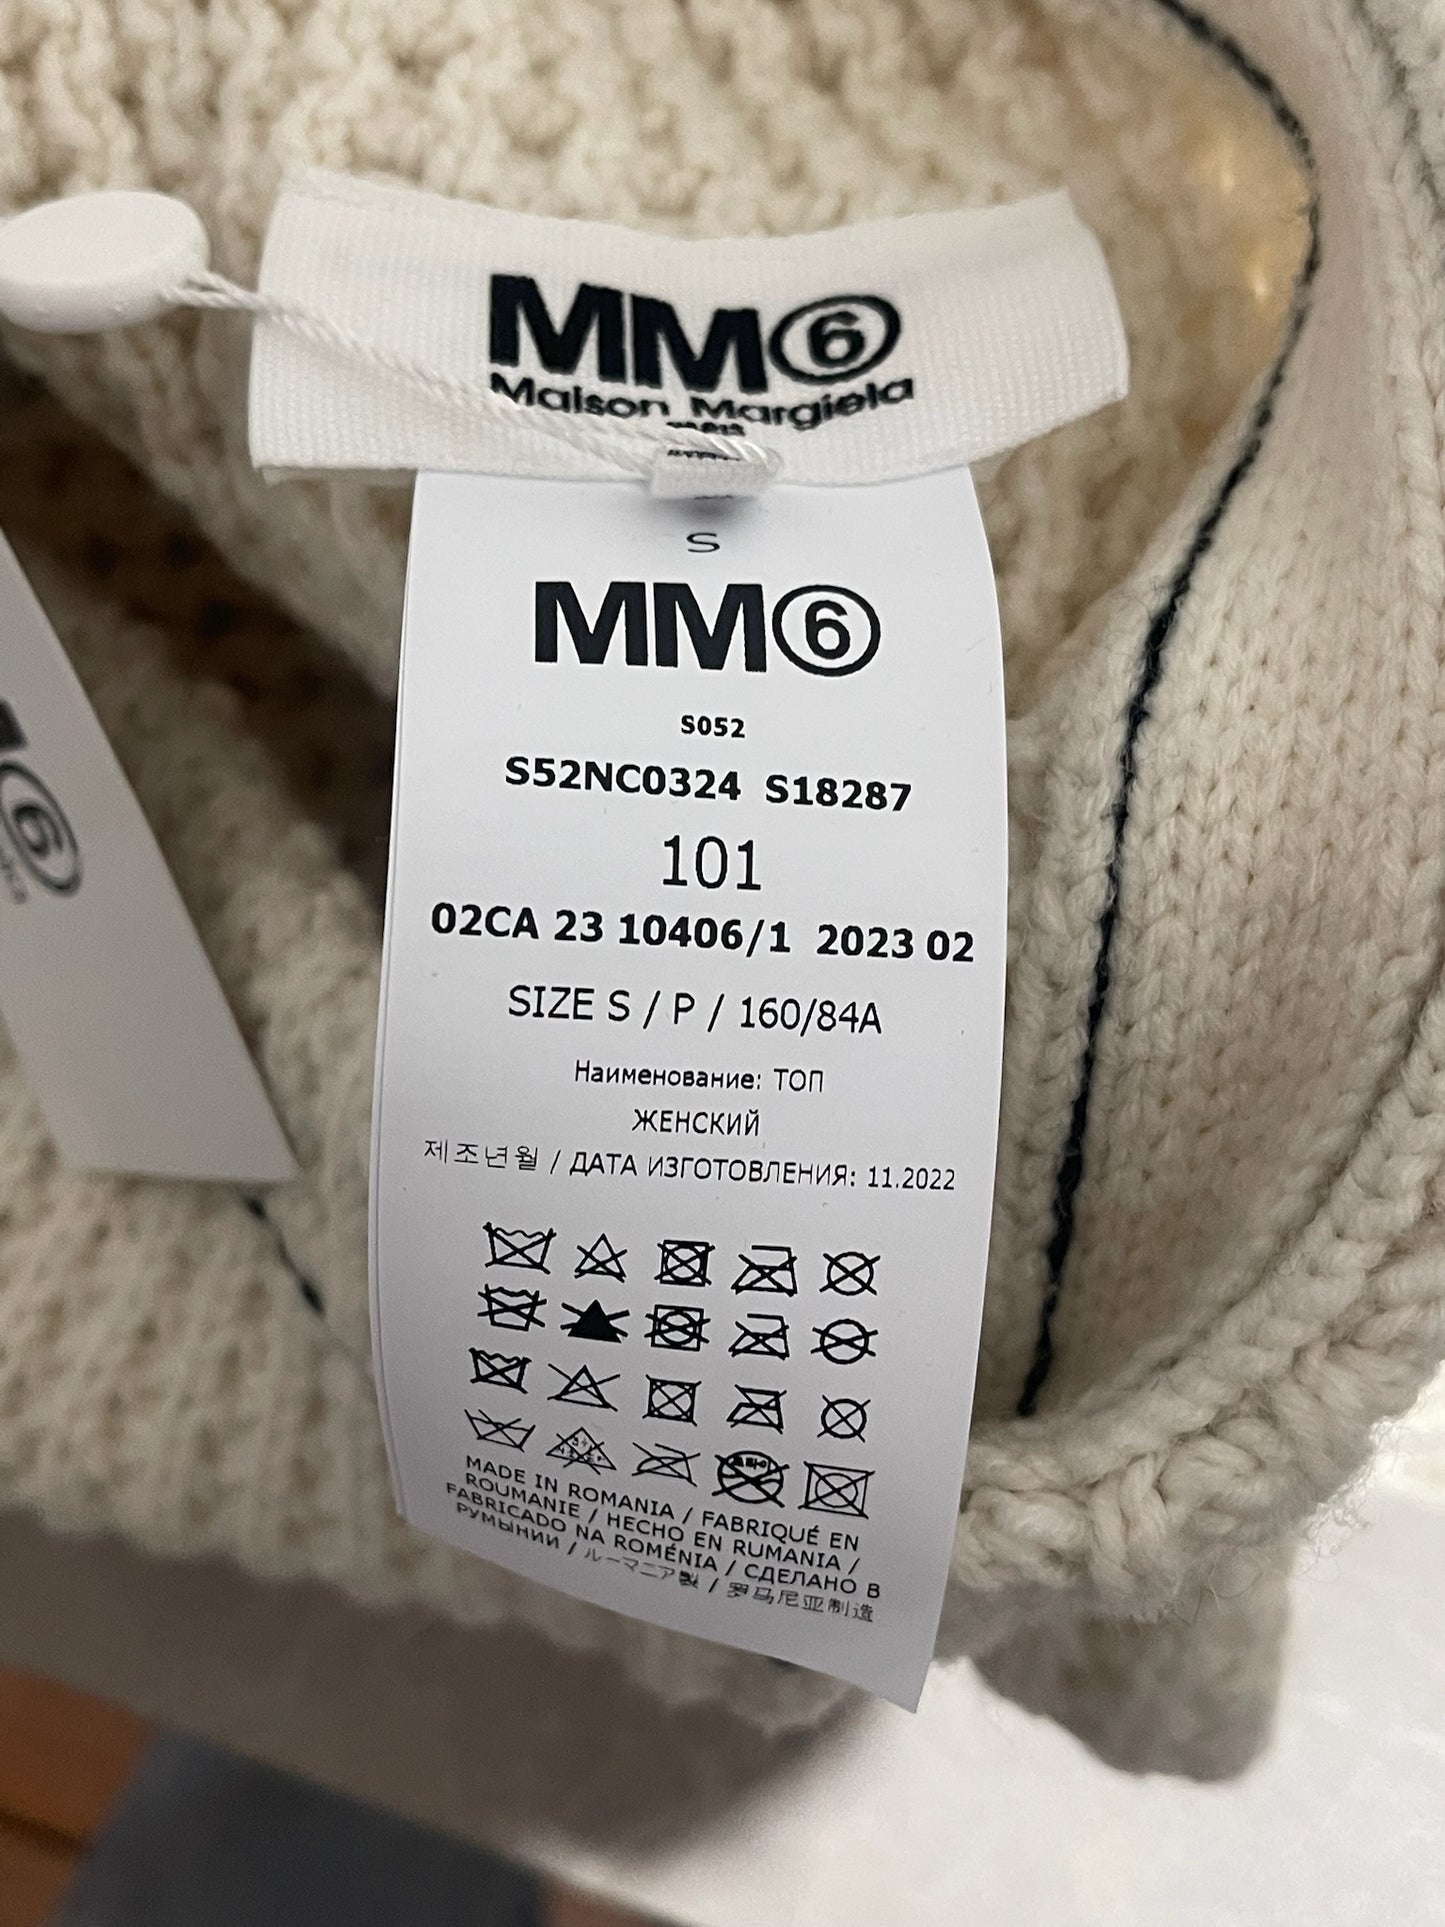 MM6
Maison Margiela
S
MM6
S052
S52NC0324 S18287
101
02CA 23 10406/1 2023 02
SIZE S / P / 160/84A
Наименование: ТОП
ЖЕНСКИЙ
제조년월 / ДАТА ИЗГОТОВЛЕНИЯ: 11.2022
MADE IN ROMANIA / FABRIQUÉ EN
ROUMANIE / HECHO EN RUMANIA /
FABRICADO NA ROMÉNIA / СДЕЛАНО В
РУМЫНИИ / ルーマニア製 / 罗马尼亚制造
6